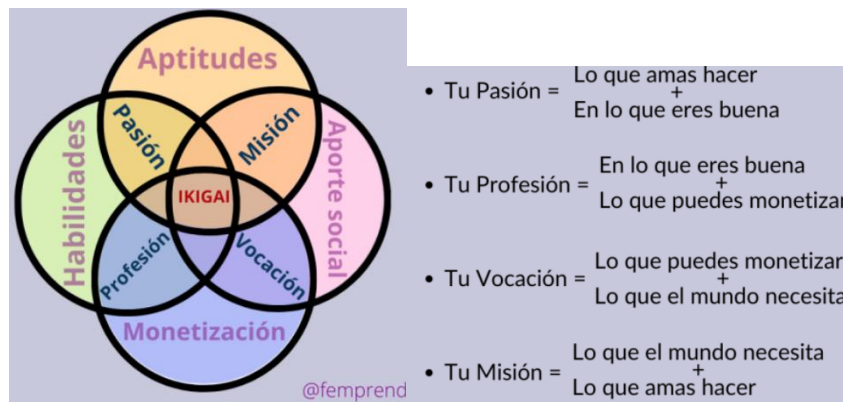 Aptitudes
Pasión
Misión
Habilidades
Aporte social
IKIGAI
Profesión
Vocación
Monetización
@femprend
• Tu Pasión =
Lo que amas hacer
+
En lo que eres buena
• Tu Profesión =
En lo que eres buena
+
Lo que puedes monetizar
• Tu Vocación =
Lo que puedes monetizar
+
Lo que el mundo necesita
• Tu Misión =
Lo que el mundo necesita
+
Lo que amas hacer